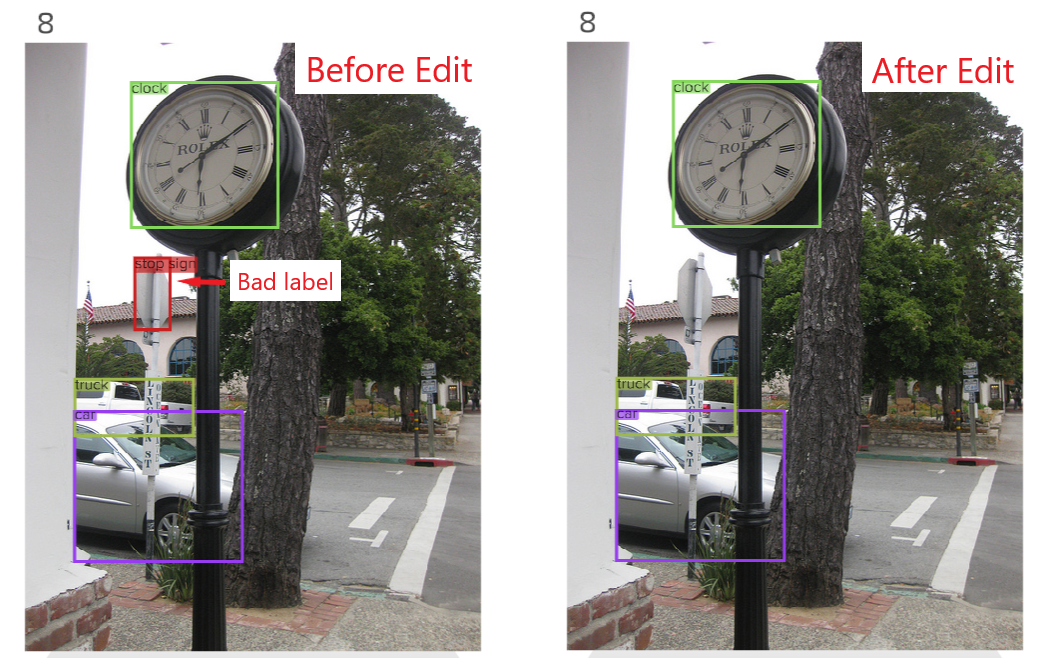 8
Before Edit
clock
ROLEX
stop sign
Bad label
truck
car
LINCOLN ST
8
After Edit
clock
ROLEX
truck
car
LINCOLN ST